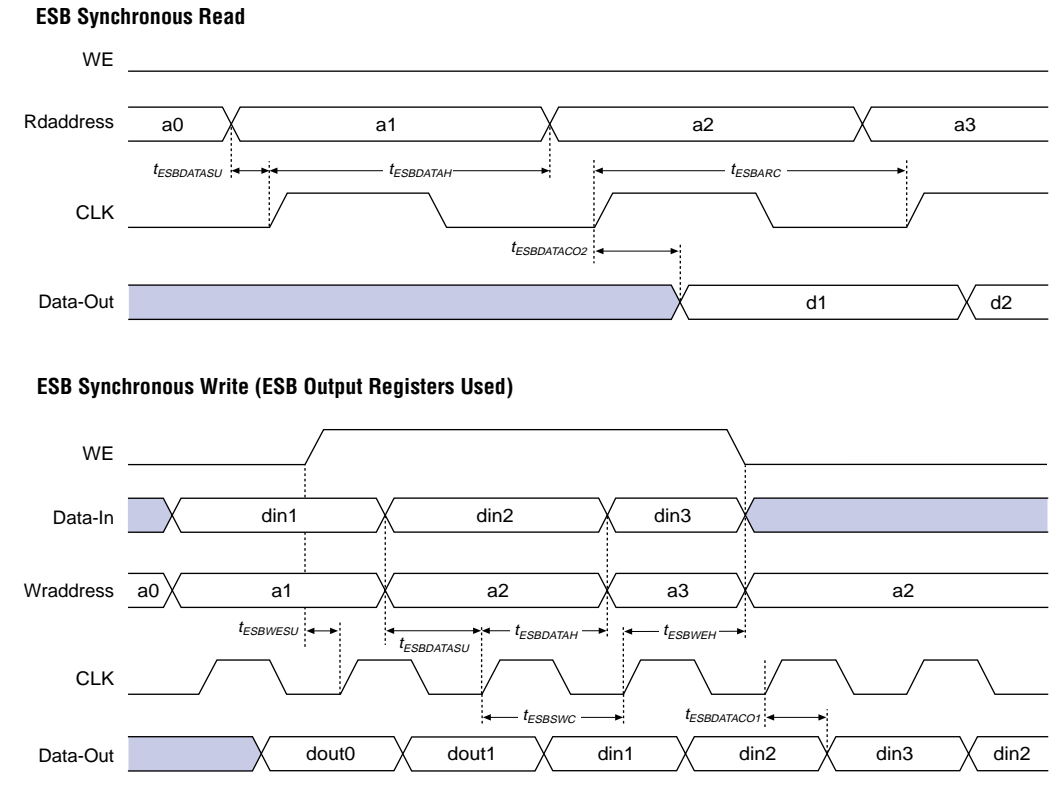 ESB Synchronous Read
WE
Rdaddress a0 a1 a2 a3
tESBDATASU tESBDATAH tESBARC
CLK
tESBDATACO2
Data-Out d1 d2
ESB Synchronous Write (ESB Output Registers Used)
WE
Data-In din1 din2 din3
Wraddress a0 a1 a2 a3 a2
tESBWESU tESBDATASU tESBDATAH tESBWEH
CLK
tESBSWC tESBDATACO1
Data-Out dout0 dout1 din1 din2 din3 din2